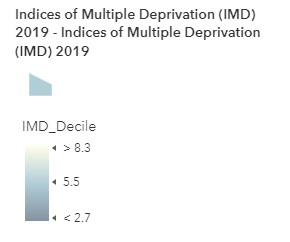 Indices of Multiple Deprivation (IMD)
2019 - Indices of Multiple Deprivation
(IMD) 2019
IMD_Decile
> 8.3
5.5
< 2.7